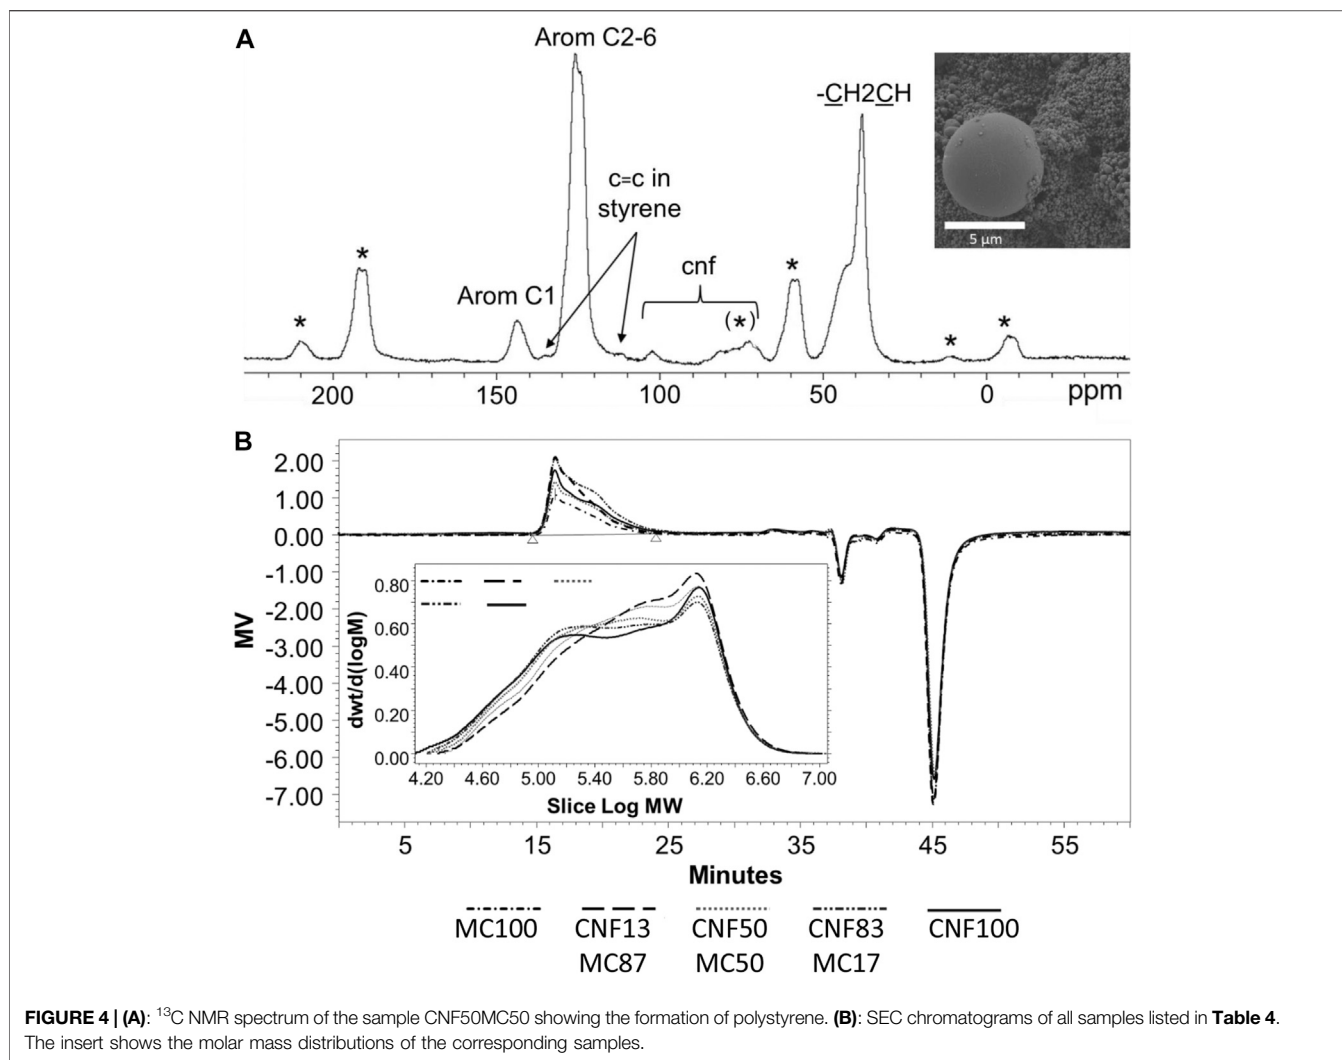 A
Arom C2-6
-CH2CH
c=c in
styrene
5 µm
*
*
Arom C1
cnf
(*)
*
*
*
200
150
100
50
0
ppm
B
2.00
1.00
0.00
-1.00
-2.00
-3.00
-4.00
-5.00
-6.00
-7.00
MV
0.80
0.60
0.40
0.20
0.00
dwt/d(logM)
4.20 4.60 5.00 5.40 5.80 6.20 6.60 7.00
Slice Log MW
5 15 25 35 45 55
Minutes
MC100 CNF13 CNF50 CNF83 CNF100
MC87 MC50 MC17
FIGURE 4 | (A): ¹³C NMR spectrum of the sample CNF50MC50 showing the formation of polystyrene. (B): SEC chromatograms of all samples listed in Table 4.
The insert shows the molar mass distributions of the corresponding samples.